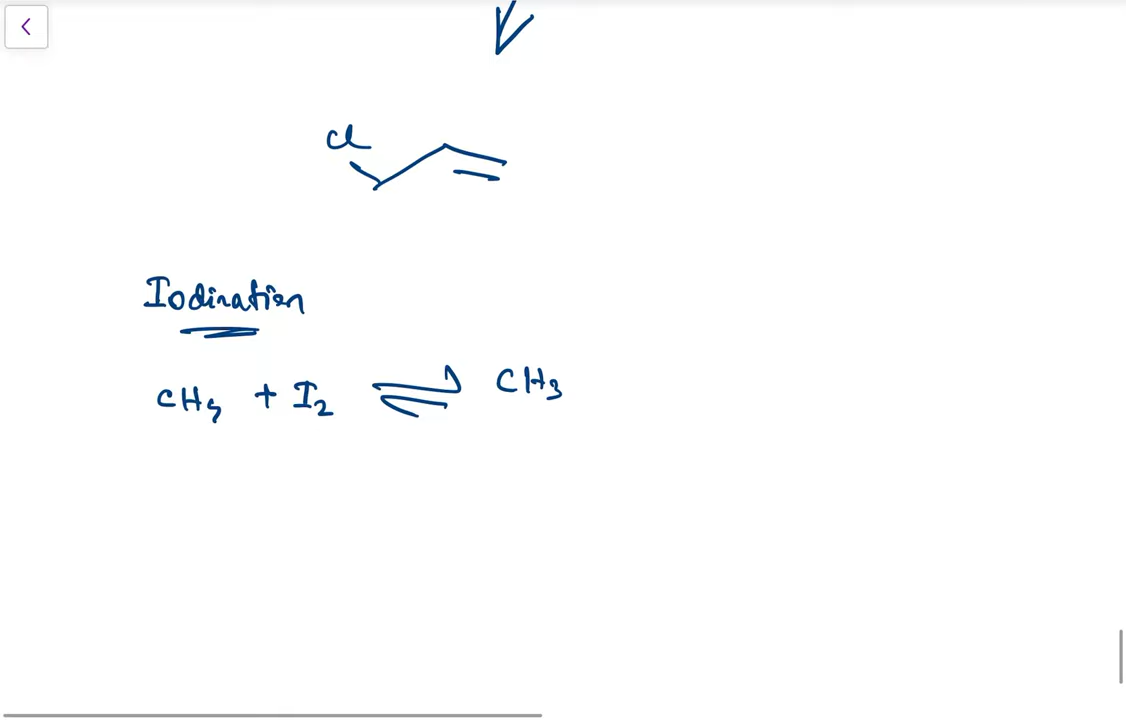 Cl
Iodination
CH₄ + I₂ ⇌ CH₃